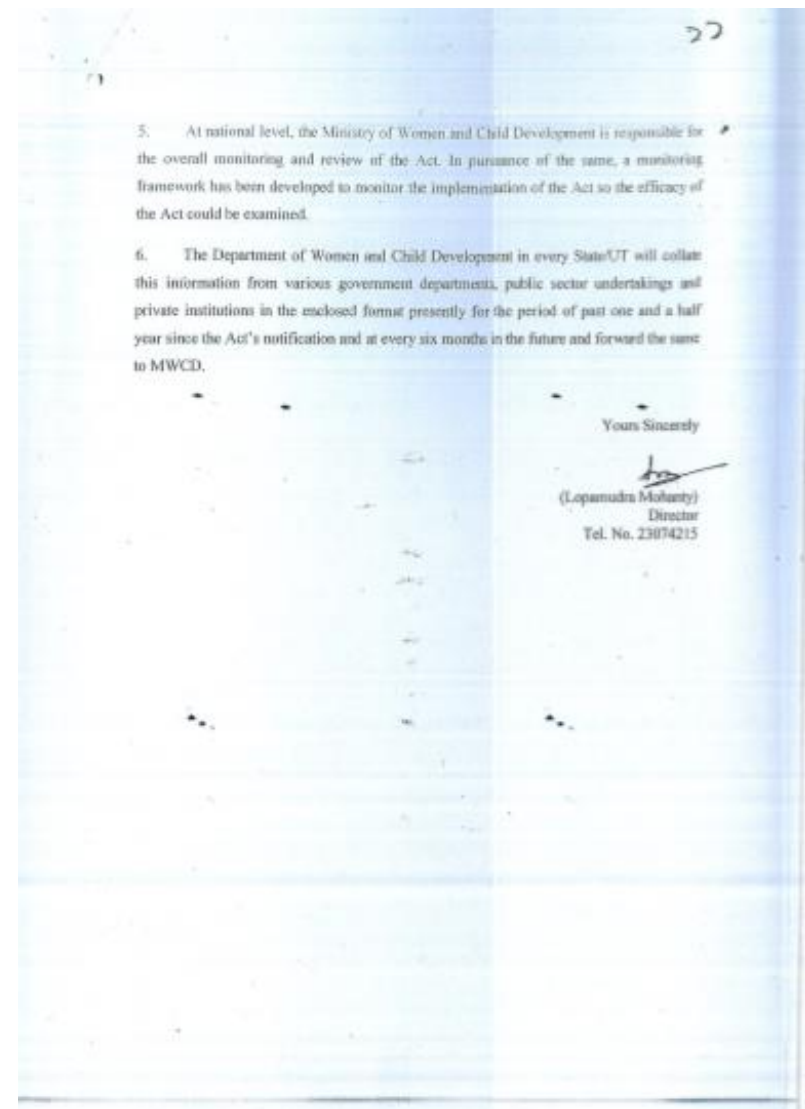 22
5. At national level, the Ministry of Women and Child Development is responsible for
the overall monitoring and review of the Act. In pursuance of the same, a monitoring
framework has been developed to monitor the implementation of the Act so the efficacy of
the Act could be examined.
6. The Department of Women and Child Development in every State/UT will collate
this information from various government departments, public sector undertakings and
private institutions in the enclosed format presently for the period of past one and a half
year since the Act's notification and at every six months in the future and forward the same
to MWCD.
Yours Sincerely
(Lopamudra Mohanty)
Director
Tel. No. 23074215